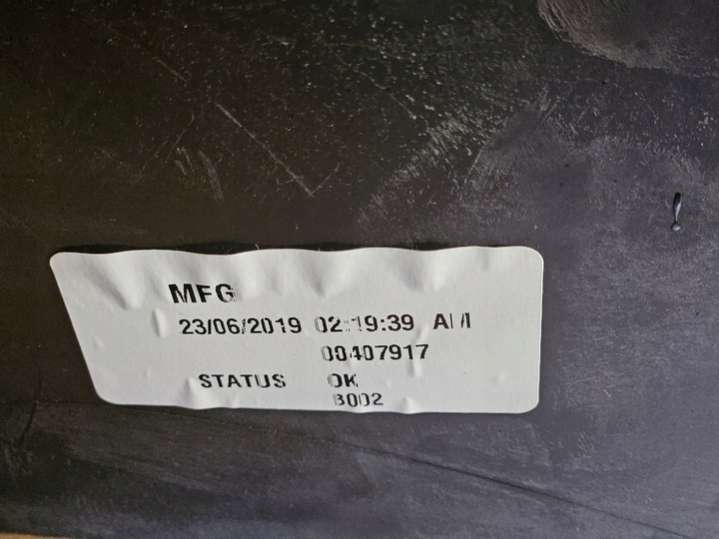 MFG
23/06/2019 02:19:39 AM
00407917
STATUS OK
B002